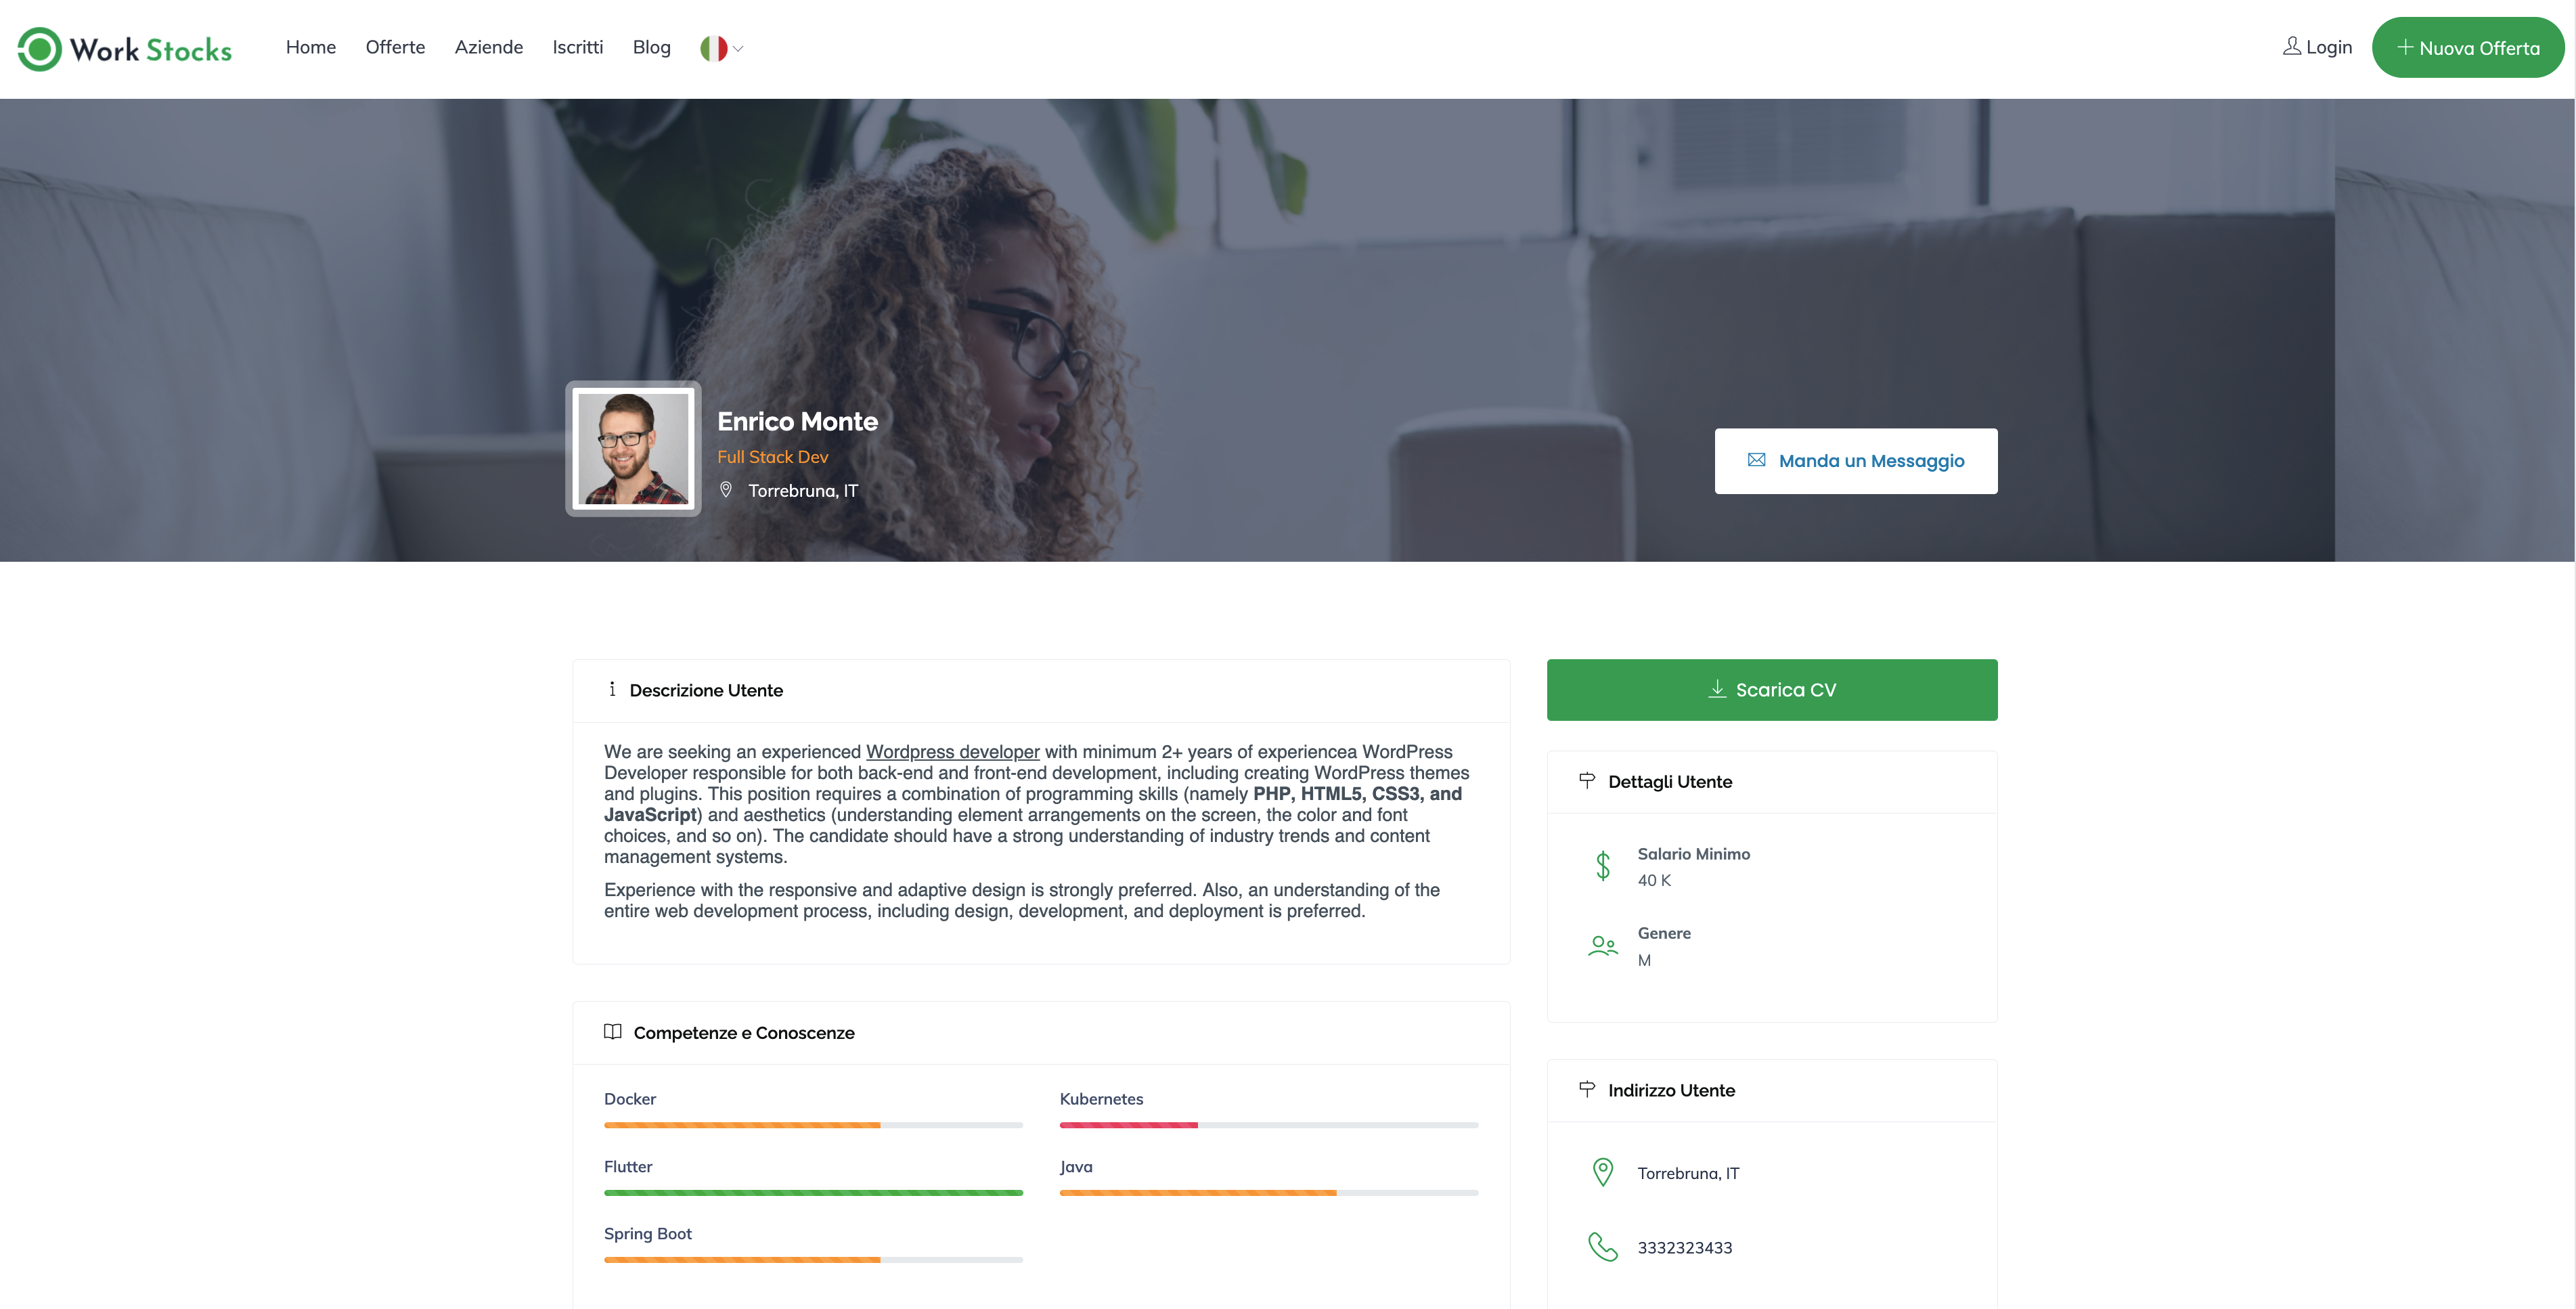 Work Stocks
Home
Offerte
Aziende
Iscritti
Blog
Login
Nuova Offerta
Enrico Monte
Full Stack Dev
Torrebruna, IT
Manda un Messaggio
Descrizione Utente
We are seeking an experienced Wordpress developer with minimum 2+ years of experiencea WordPress
Developer responsible for both back-end and front-end development, including creating WordPress themes
and plugins. This position requires a combination of programming skills (namely PHP, HTML5, CSS3, and
JavaScript) and aesthetics (understanding element arrangements on the screen, the color and font
choices, and so on). The candidate should have a strong understanding of industry trends and content
management systems.
Experience with the responsive and adaptive design is strongly preferred. Also, an understanding of the
entire web development process, including design, development, and deployment is preferred.
Competenze e Conoscenze
Docker
Kubernetes
Flutter
Java
Spring Boot
Scarica CV
Dettagli Utente
Salario Minimo
40 K
Genere
M
Indirizzo Utente
Torrebruna, IT
3332323433